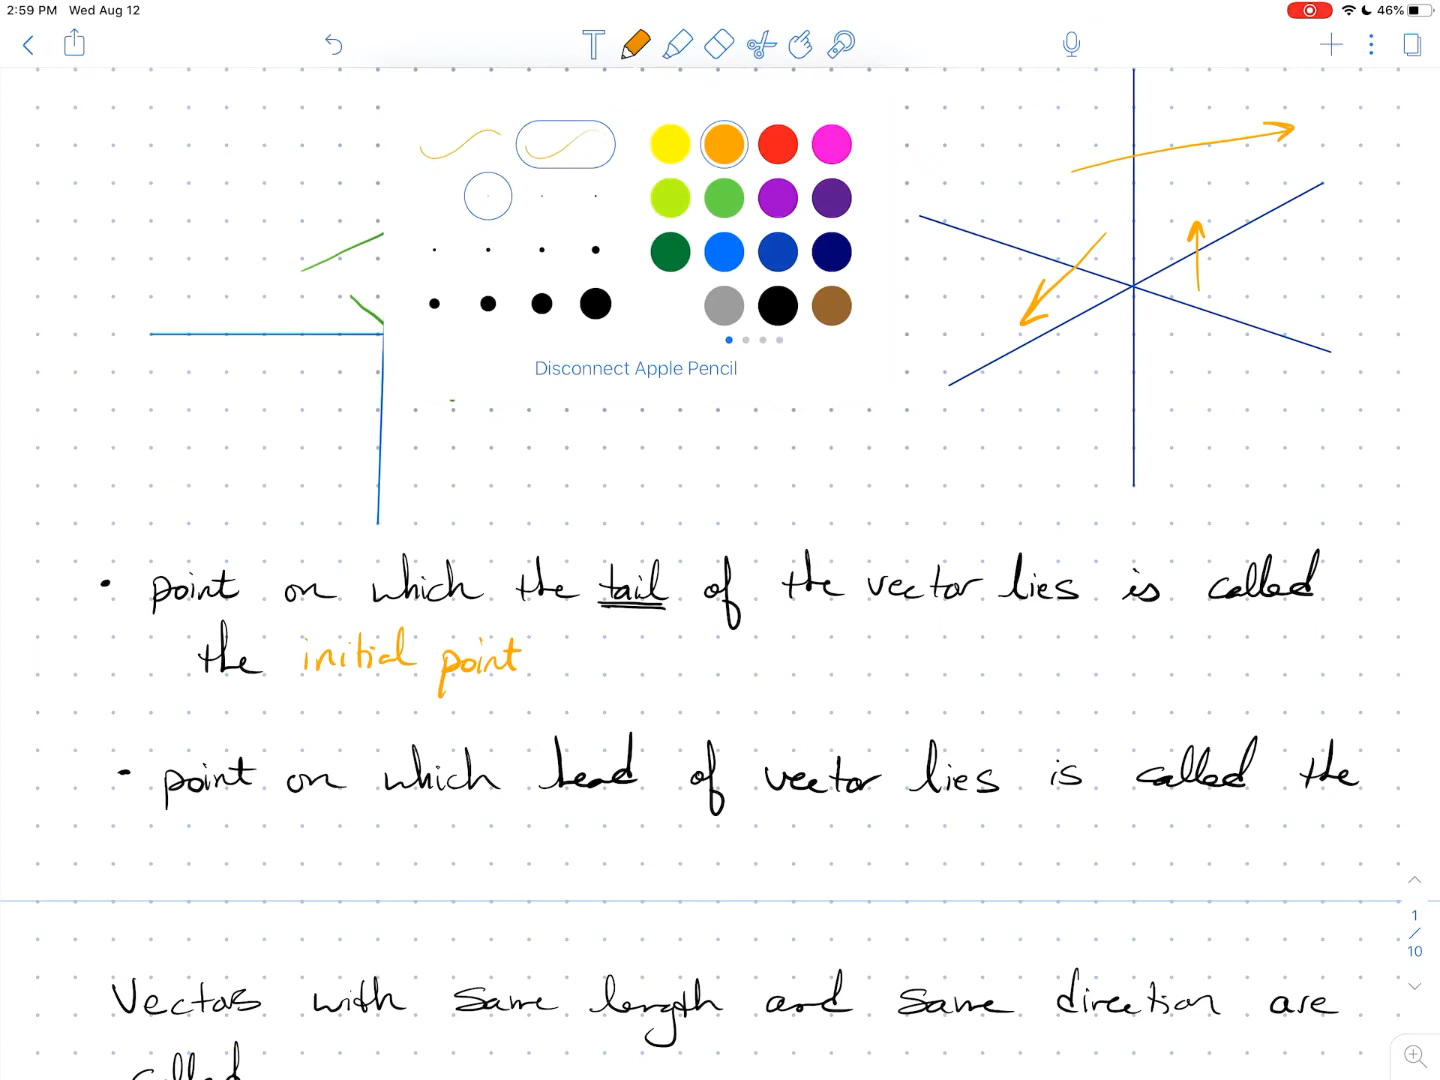 2:59 PM Wed Aug 12
46%
T
Disconnect Apple Pencil
• point on which the tail of the vector lies is called
the initial point
• point on which head of vector lies is called the
1
/
10
Vectors with same length and same direction are
called